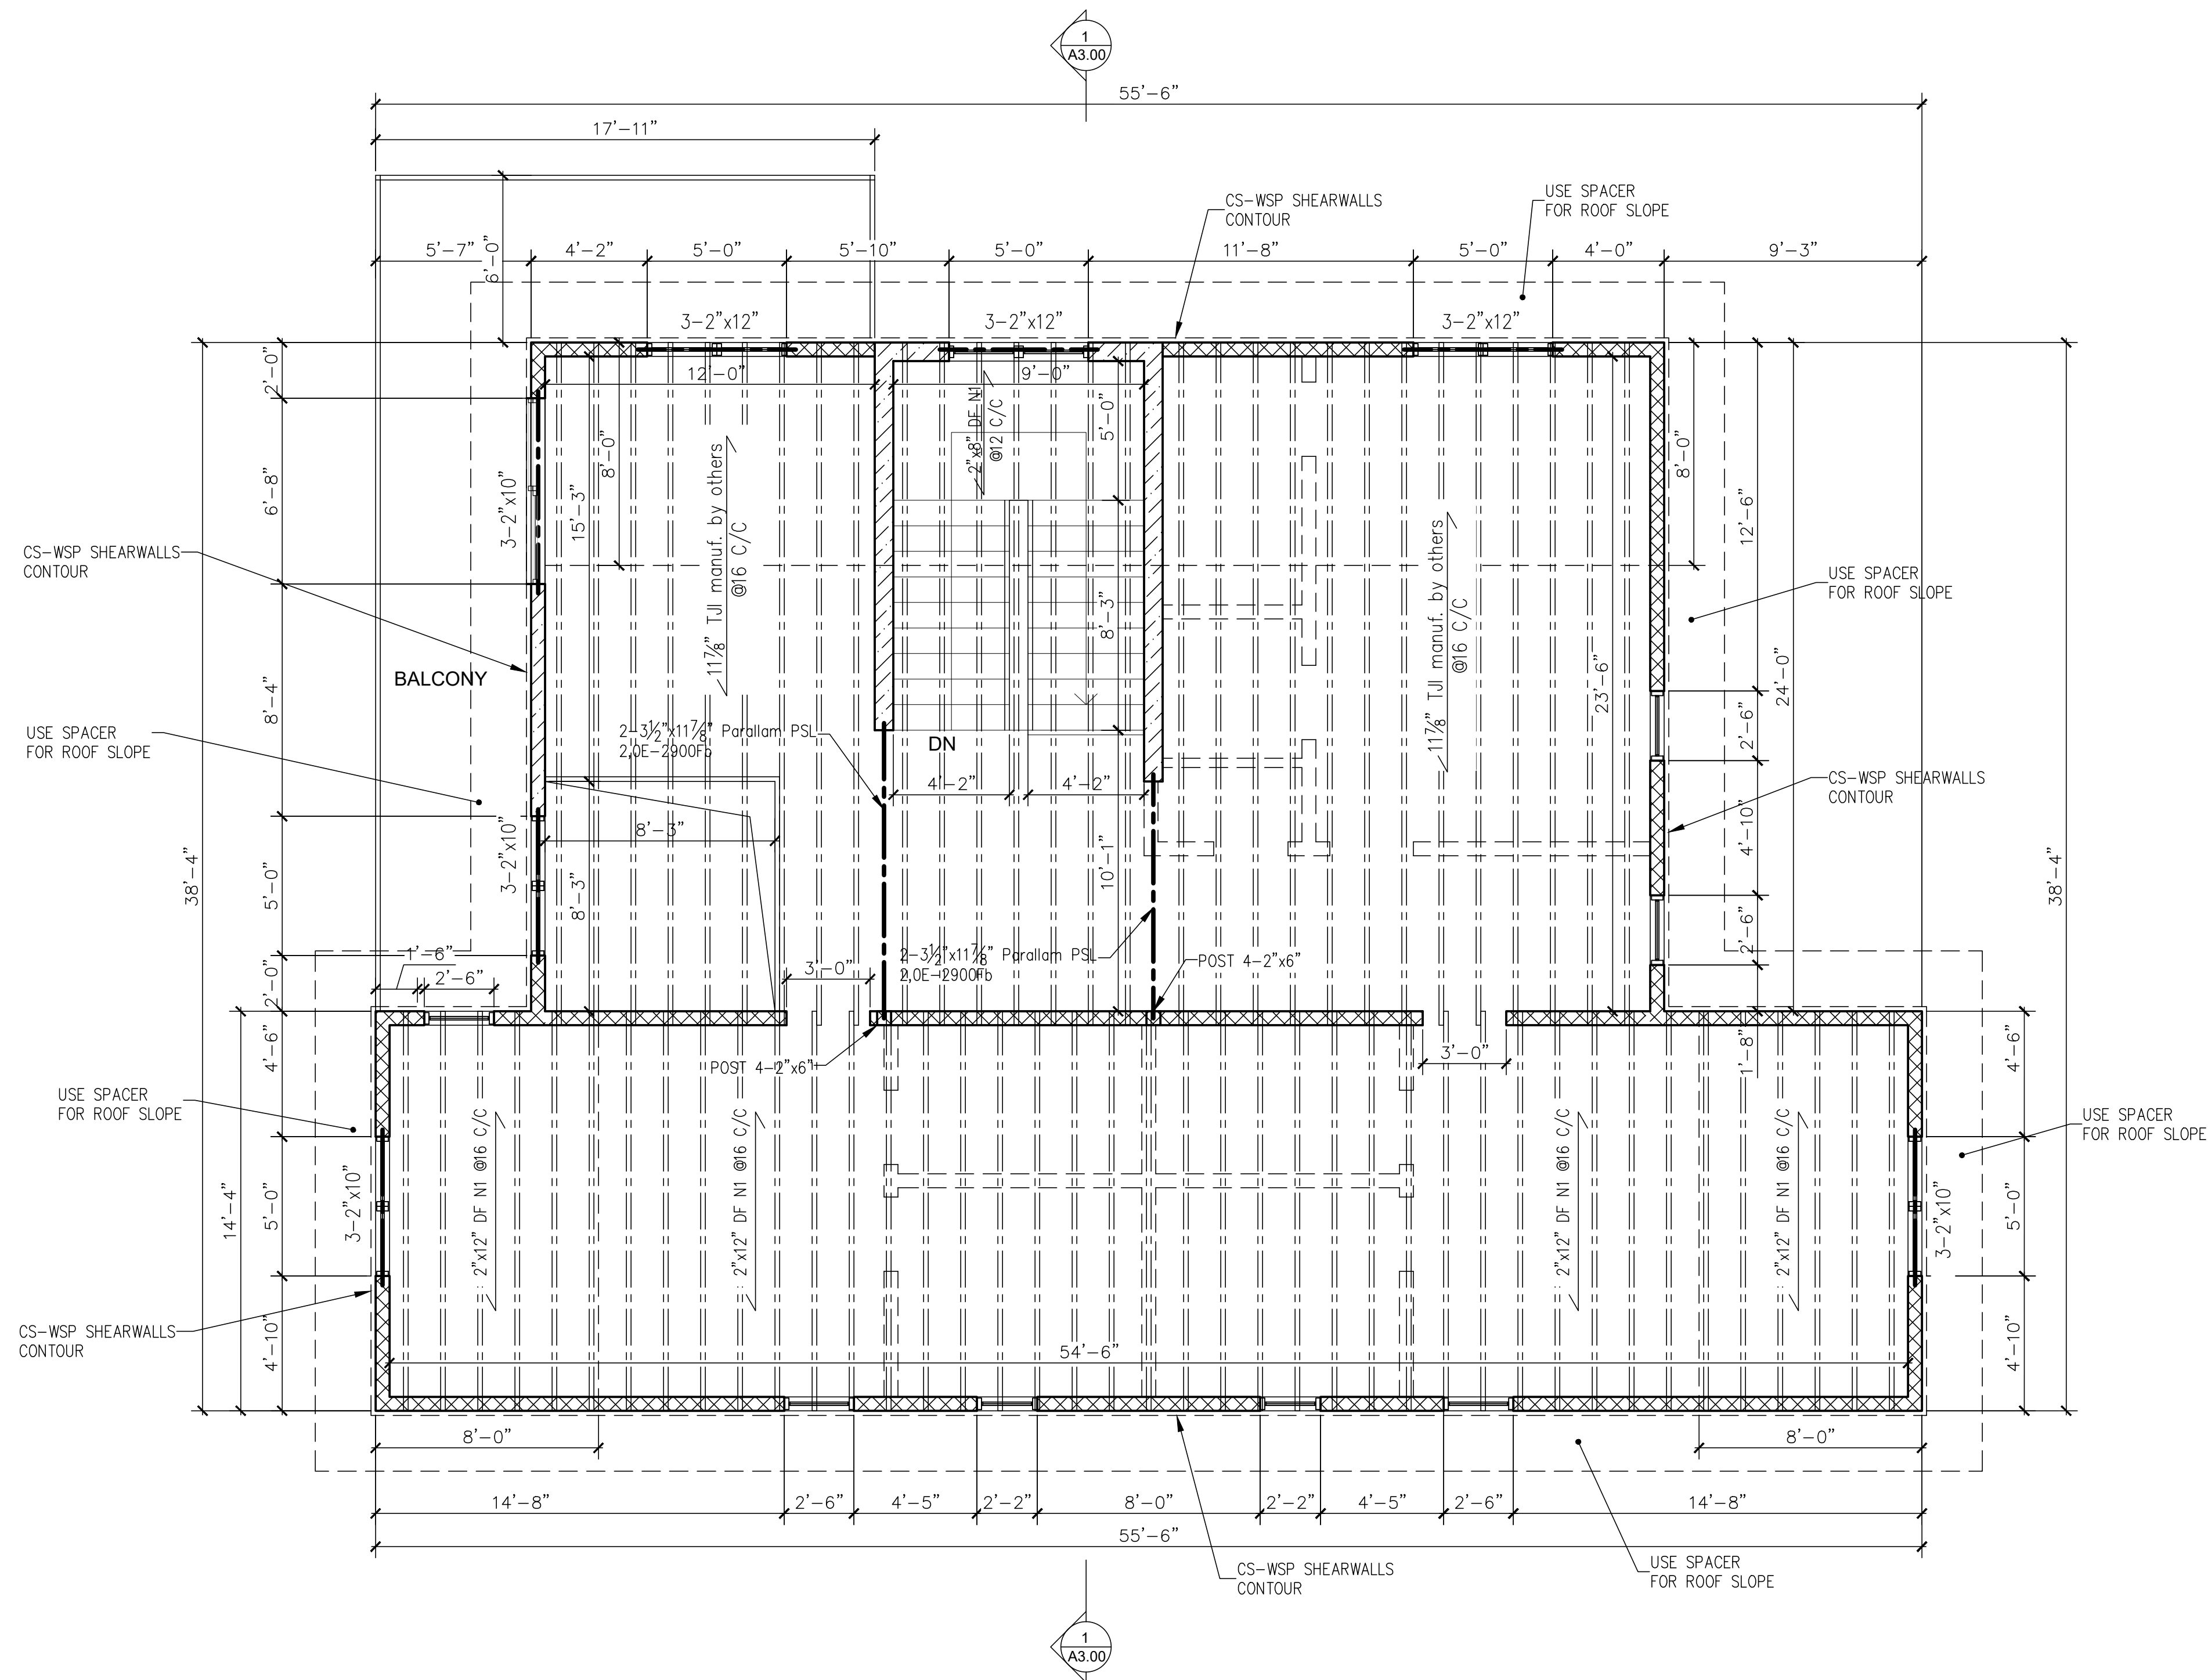 1
A3.00
55'-6"
17'-11"
CS-WSP SHEARWALLS
CONTOUR
USE SPACER
FOR ROOF SLOPE
5'-7"
6'-0"
4'-2"
5'-0"
5'-10"
5'-0"
11'-8"
5'-0"
4'-0"
9'-3"
3-2"x12"
3-2"x12"
3-2"x12"
2'-0"
12'-0"
9'-0"
2"x8" DF N1
@12 C/C
5'-0"
8'-0"
8'-0"
6'-8"
3-2"x10"
15'-3"
11⅞" TJI manuf. by others
@16 C/C
11⅞" TJI manuf. by others
@16 C/C
12'-6"
CS-WSP SHEARWALLS
CONTOUR
USE SPACER
FOR ROOF SLOPE
8'-3"
24'-0"
23'-6"
BALCONY
8'-4"
USE SPACER
FOR ROOF SLOPE
2-3½"x11⅞" Parallam PSL
2,0E-2900Fb
DN
4'-2"
4'-2"
2'-6"
CS-WSP SHEARWALLS
CONTOUR
8'-3"
3-2"x10"
4'-10"
38'-4"
5'-0"
8'-3"
10'-1"
38'-4"
1'-6"
2'-6"
2'-0"
3'-0"
2-3½"x11⅞" Parallam PSL
2,0E-2900Fb
POST 4-2"x6"
2'-6"
4'-6"
POST 4-2"x6"
3'-0"
1'-8"
4'-6"
USE SPACER
FOR ROOF SLOPE
USE SPACER
FOR ROOF SLOPE
14'-4"
5'-0"
3-2"x10"
2"x12" DF N1 @16 C/C
2"x12" DF N1 @16 C/C
2"x12" DF N1 @16 C/C
2"x12" DF N1 @16 C/C
3-2"x10"
5'-0"
CS-WSP SHEARWALLS
CONTOUR
4'-10"
54'-6"
4'-10"
8'-0"
8'-0"
14'-8"
2'-6"
4'-5"
2'-2"
8'-0"
2'-2"
4'-5"
2'-6"
14'-8"
55'-6"
CS-WSP SHEARWALLS
CONTOUR
USE SPACER
FOR ROOF SLOPE
1
A3.00